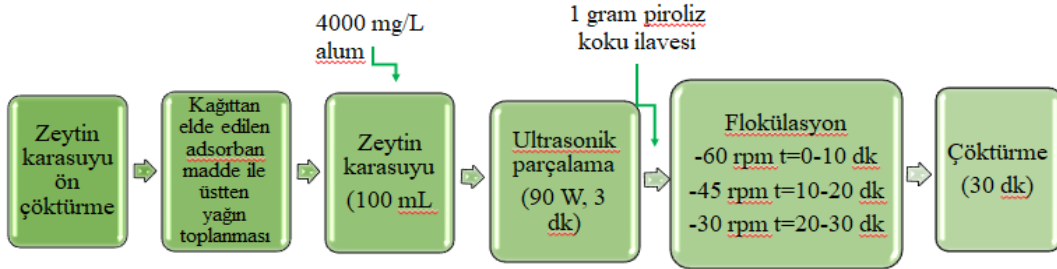 4000 mg/L
alum
1 gram piroliz
koku ilavesi
Zeytin
karasuyu
ön
çöktürme
Kağıttan
elde edilen
adsorban
madde ile
üstten
yağın
toplanması
Zeytin
karasuyu
(100 mL
Ultrasonik
parçalama
(90 W, 3
dk)
Flokülasyon
-60 rpm t=0-10 dk
-45 rpm t=10-20 dk
-30 rpm t=20-30 dk
Çöktürme
(30 dk)